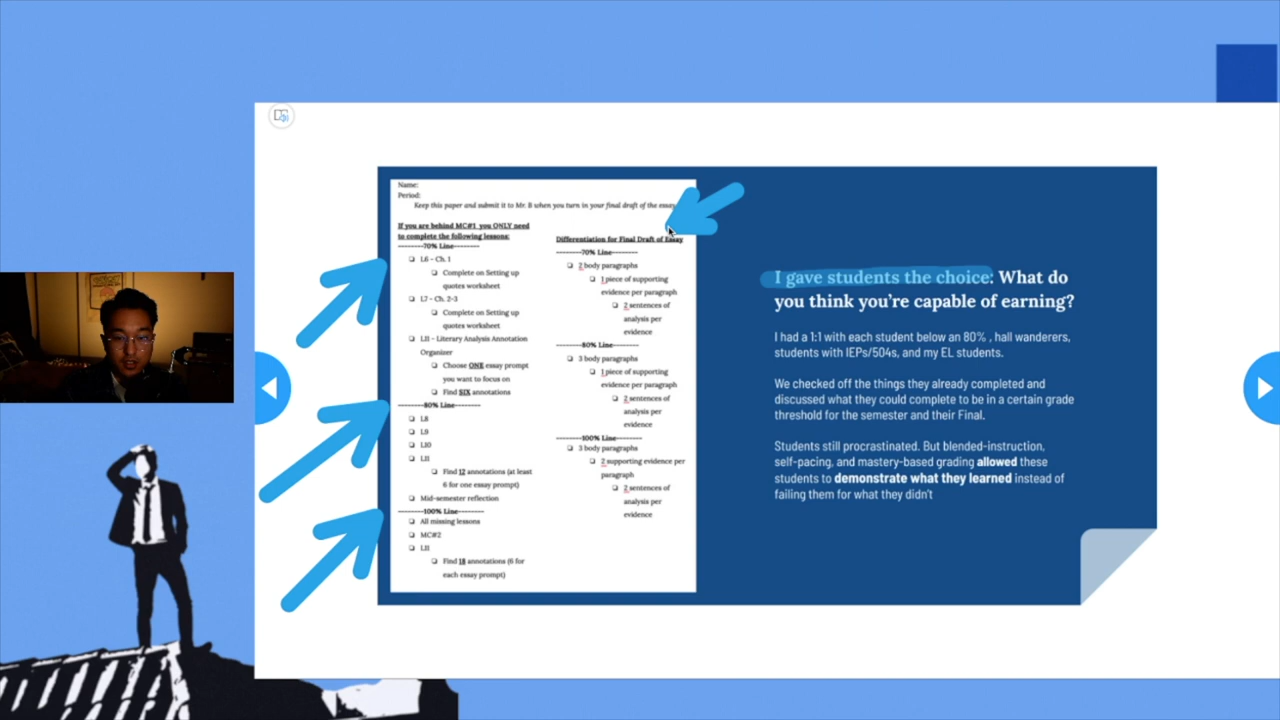 Name:
Period:
Keep this paper and submit it to Mr. B when you turn in your final draft of the essay
If you are behind MC#1 you ONLY need
to complete the following lessons:
--------70% Line--------
L6 - Ch. 1
Complete on Setting up
quotes worksheet
L7 - Ch. 2-3
Complete on Setting up
quotes worksheet
L11 - Literary Analysis Annotation
Organizer
Choose ONE essay prompt
you want to focus on
Find SIX annotations
--------80% Line--------
L8
L9
L10
L11
Find 12 annotations (at least
6 for one essay prompt)
Mid-semester reflection
--------100% Line--------
All missing lessons
MC#2
L11
Find 18 annotations (6 for
each essay prompt)
Differentiation for Final Draft of Essay
--------70% Line--------
2 body paragraphs
1 piece of supporting
evidence per paragraph
2 sentences of
analysis per
evidence
--------80% Line--------
3 body paragraphs
1 piece of supporting
evidence per paragraph
2 sentences of
analysis per
evidence
--------100% Line--------
3 body paragraphs
2 supporting evidence per
paragraph
2 sentences of
analysis per
evidence
I gave students the choice: What do
you think you're capable of earning?
I had a 1:1 with each student below an 80% , hall wanderers,
students with IEPs/504s, and my EL students.
We checked off the things they already completed and
discussed what they could complete to be in a certain grade
threshold for the semester and their Final.
Students still procrastinated. But blended-instruction,
self-pacing, and mastery-based grading allowed these
students to demonstrate what they learned instead of
failing them for what they didn't